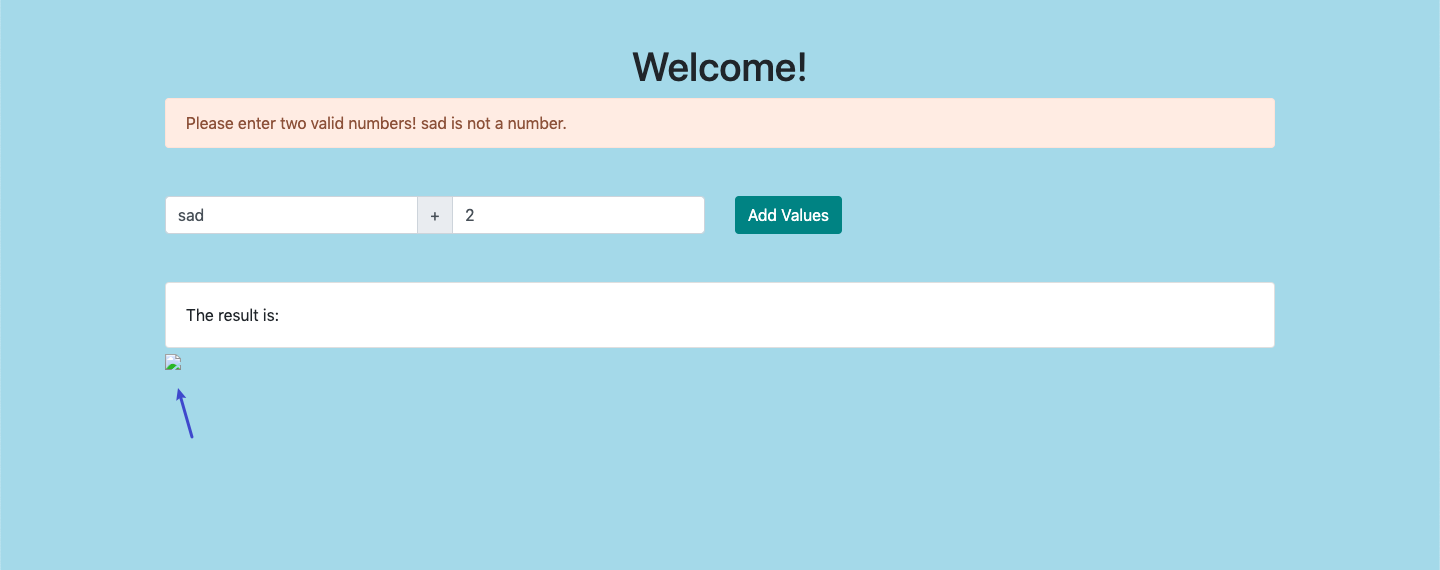 Welcome!
Please enter two valid numbers! sad is not a number.
sad + 2 Add Values
The result is: